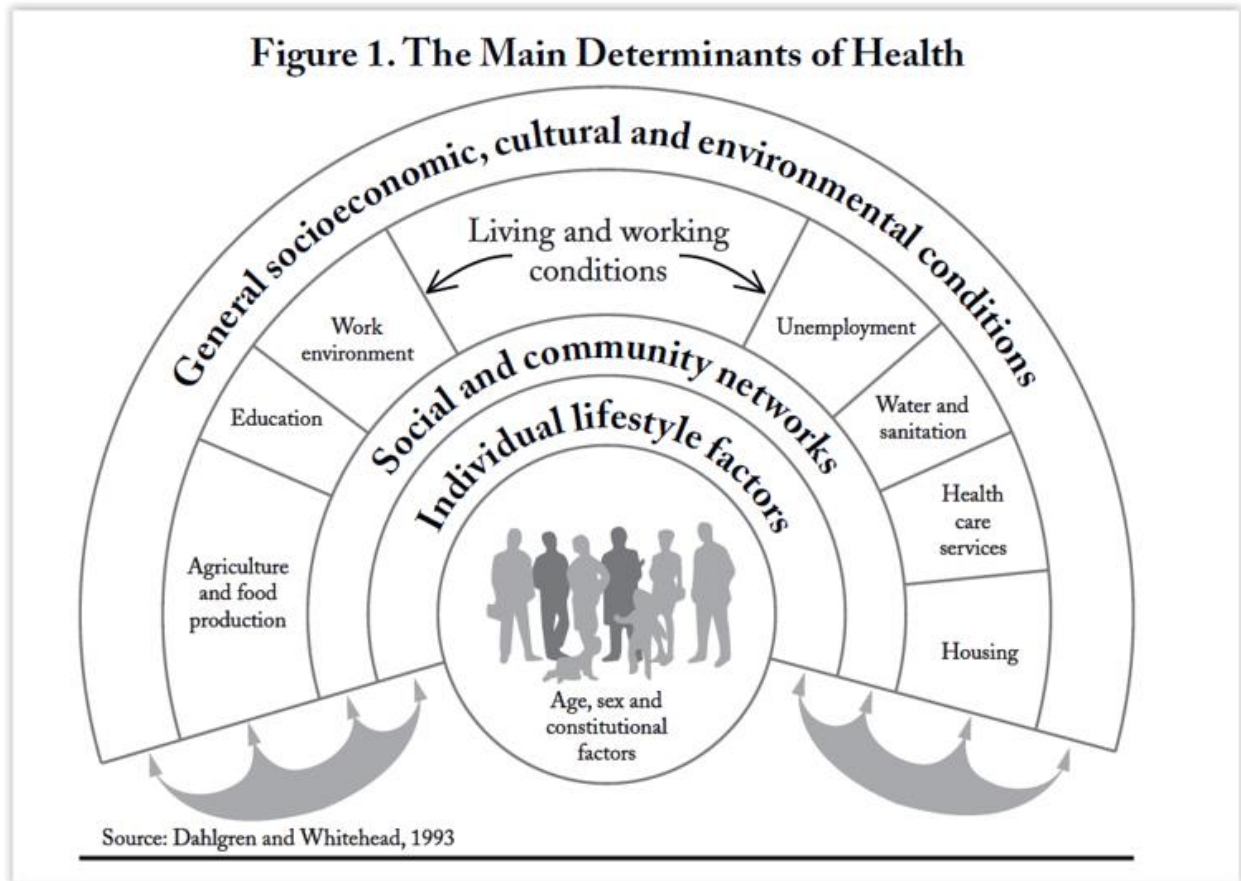 Figure 1. The Main Determinants of Health
General socioeconomic, cultural and environmental conditions
Living and working
conditions
Work
environment
Unemployment
Education
Water and
sanitation
Agriculture
and food
production
Health
care
services
Housing
Social and community networks
Individual lifestyle factors
Age, sex and
constitutional
factors
Source: Dahlgren and Whitehead, 1993